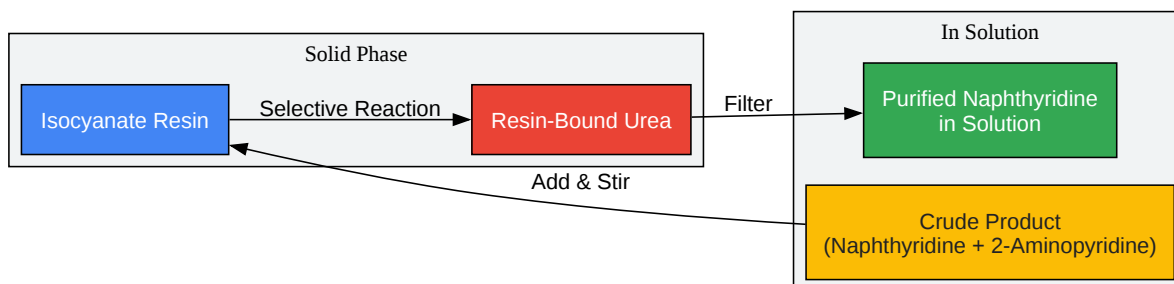 In Solution
Solid Phase
Isocyanate Resin
Selective Reaction
Resin-Bound Urea
Filter
Purified Naphthyridine
in Solution
Add & Stir
Crude Product
(Naphthyridine + 2-Aminopyridine)